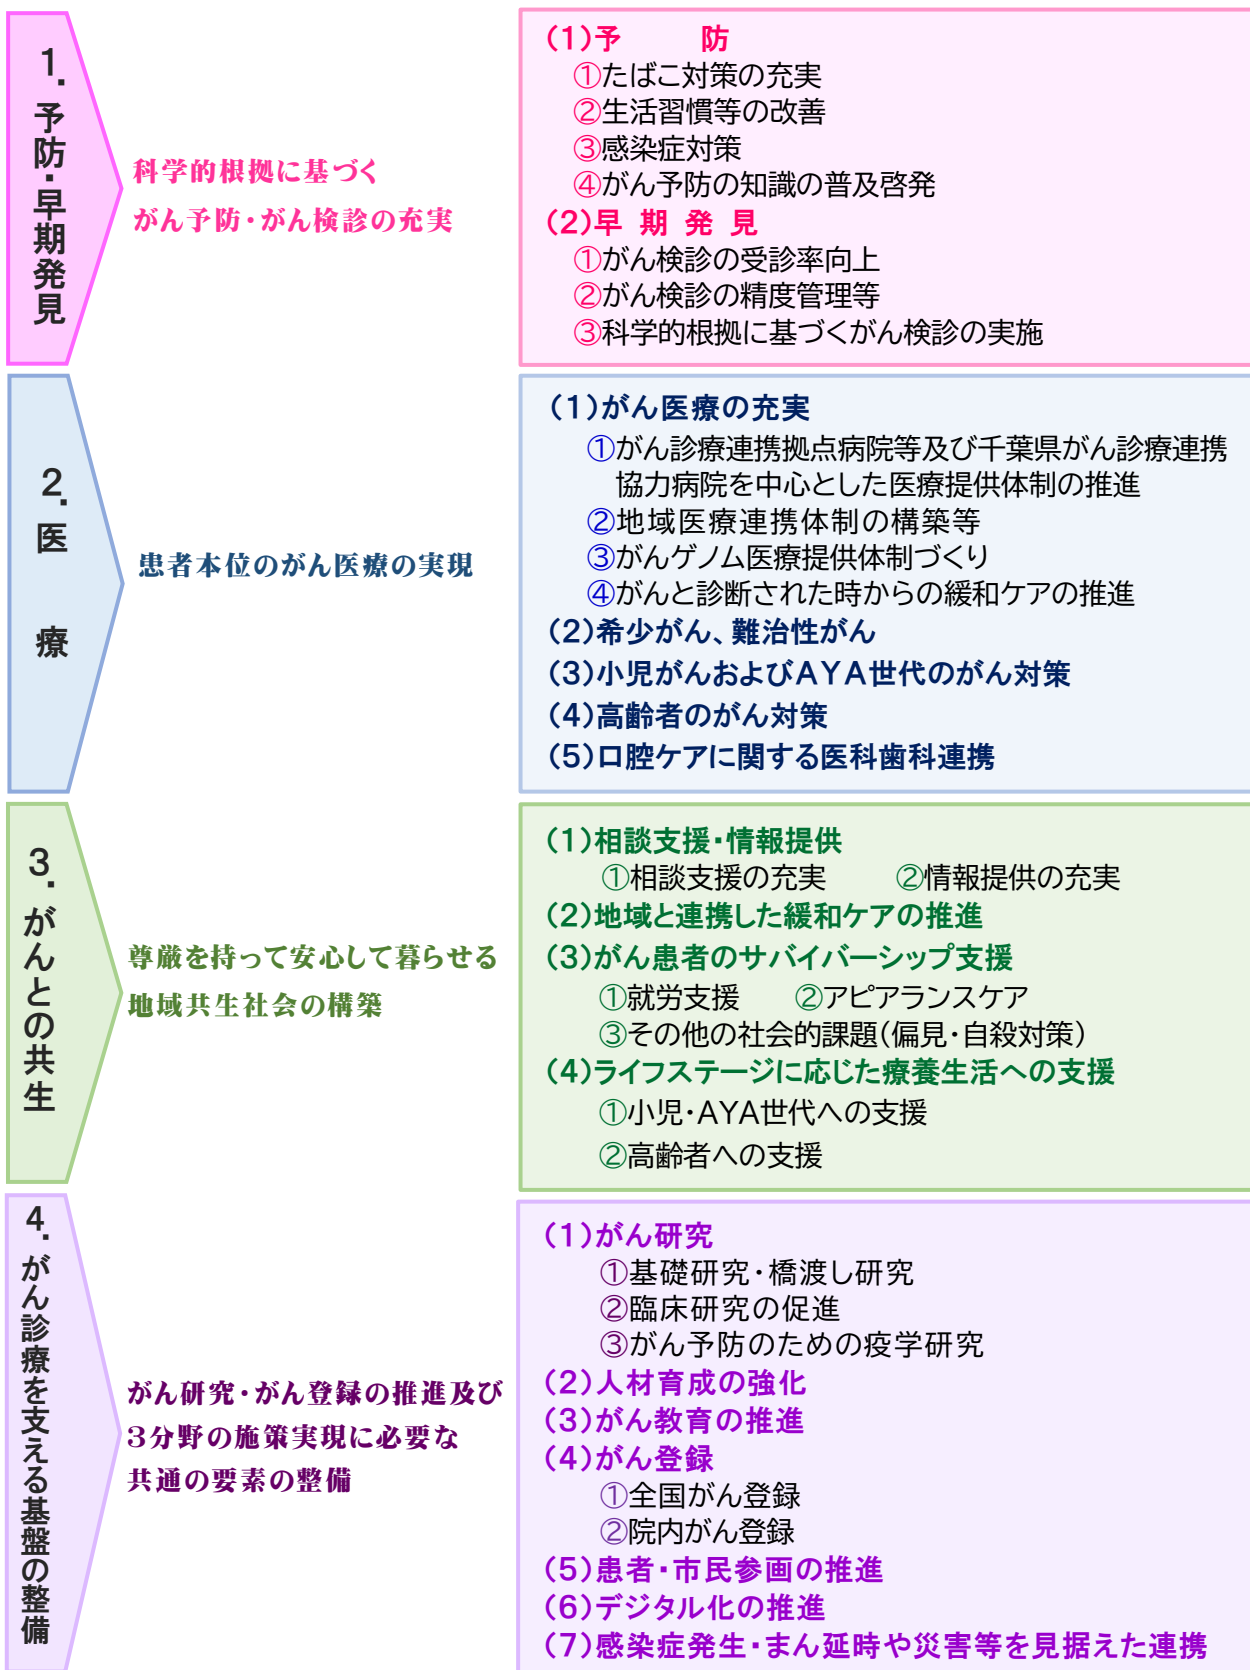 1. 予防・早期発見
科学的根拠に基づく
がん予防・がん検診の充実
(1)予　　防
①たばこ対策の充実
②生活習慣等の改善
③感染症対策
④がん予防の知識の普及啓発
(2)早 期 発 見
①がん検診の受診率向上
②がん検診の精度管理等
③科学的根拠に基づくがん検診の実施
2. 医　療
患者本位のがん医療の実現
(1)がん医療の充実
①がん診療連携拠点病院等及び千葉県がん診療連携
協力病院を中心とした医療提供体制の推進
②地域医療連携体制の構築等
③がんゲノム医療提供体制づくり
④がんと診断された時からの緩和ケアの推進
(2)希少がん、難治性がん
(3)小児がんおよびAYA世代のがん対策
(4)高齢者のがん対策
(5)口腔ケアに関する医科歯科連携
3. がんとの共生
尊厳を持って安心して暮らせる
地域共生社会の構築
(1)相談支援・情報提供
①相談支援の充実　　②情報提供の充実
(2)地域と連携した緩和ケアの推進
(3)がん患者のサバイバーシップ支援
①就労支援　　②アピアランスケア
③その他の社会的課題(偏見・自殺対策)
(4)ライフステージに応じた療養生活への支援
①小児・AYA世代への支援
②高齢者への支援
4. がん診療を支える基盤の整備
がん研究・がん登録の推進及び
3分野の施策実現に必要な
共通の要素の整備
(1)がん研究
①基礎研究・橋渡し研究
②臨床研究の促進
③がん予防のための疫学研究
(2)人材育成の強化
(3)がん教育の推進
(4)がん登録
①全国がん登録
②院内がん登録
(5)患者・市民参画の推進
(6)デジタル化の推進
(7)感染症発生・まん延時や災害等を見据えた連携